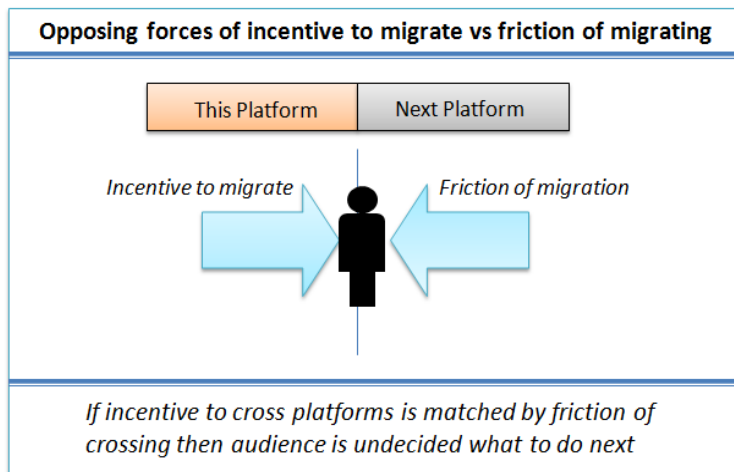 Opposing forces of incentive to migrate vs friction of migrating
This Platform
Next Platform
Incentive to migrate
Friction of migration
If incentive to cross platforms is matched by friction of
crossing then audience is undecided what to do next